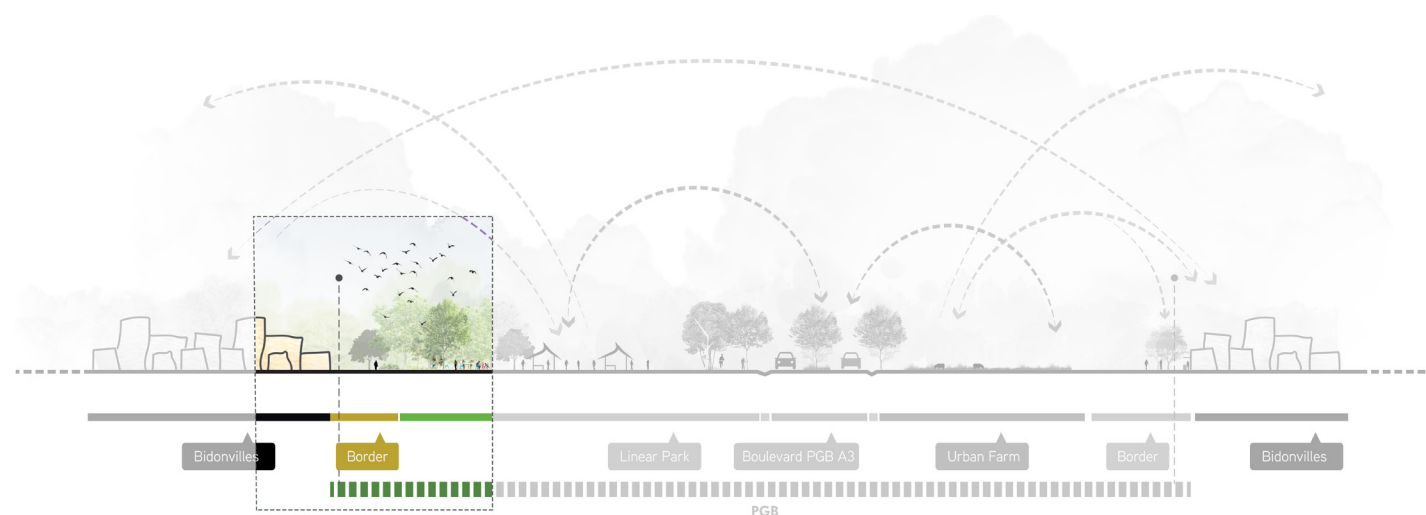 Bidonvilles
Border
Linear Park
Boulevard PGB A3
Urban Farm
Border
Bidonvilles
PGB